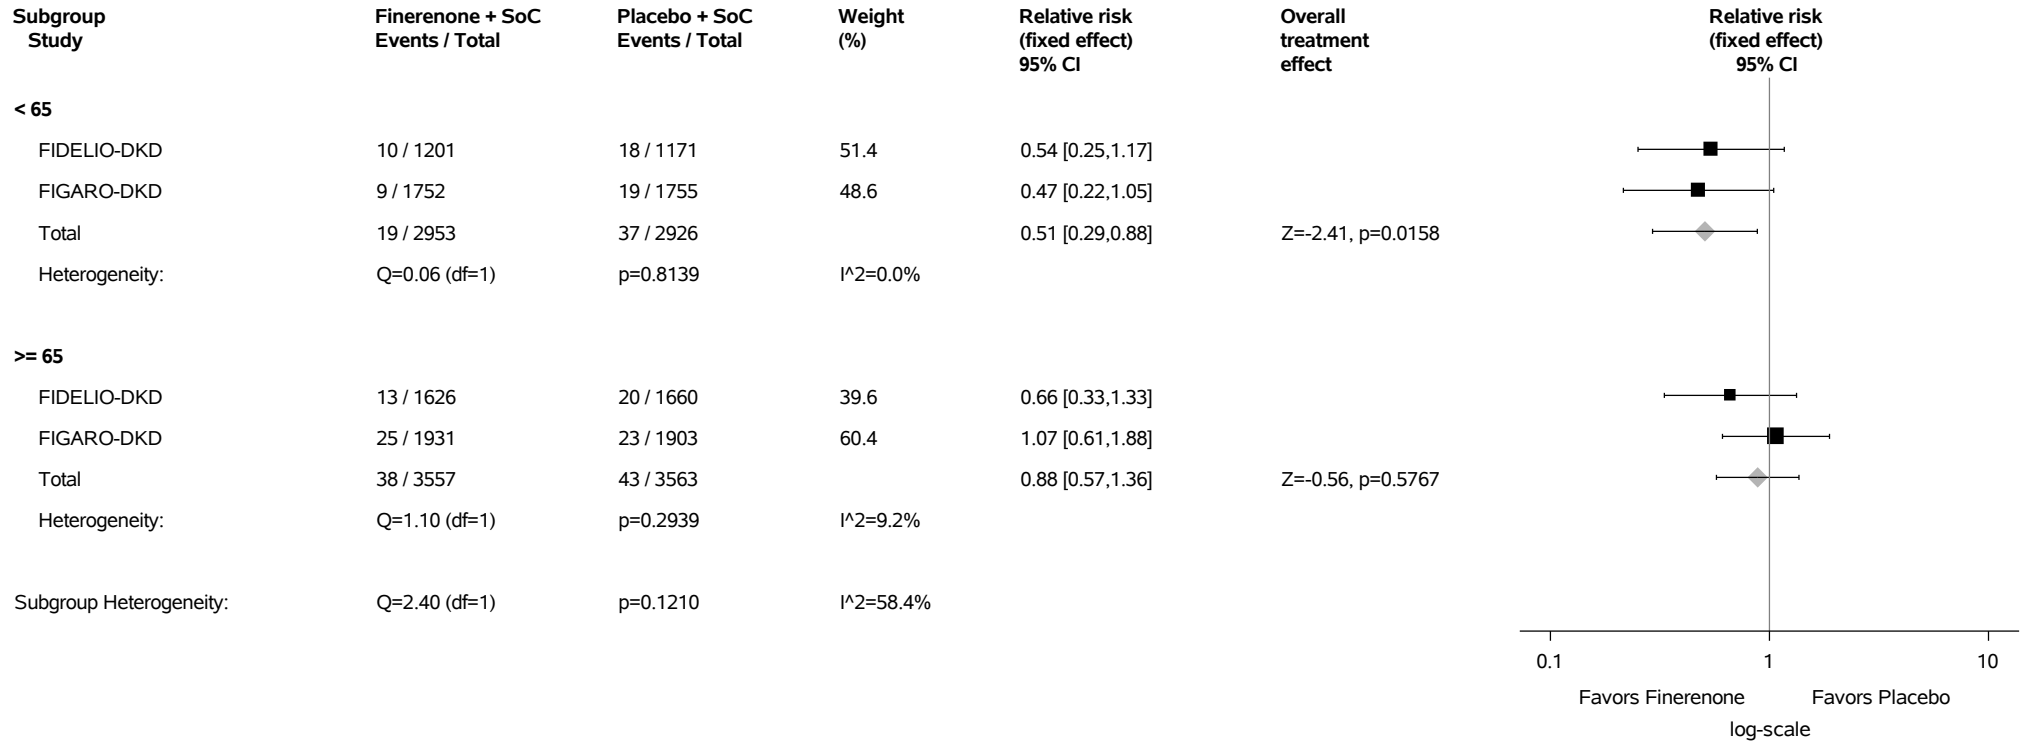 Subgroup Finerenone + SoC Placebo + SoC Weight Relative risk Overall Relative risk
Study Events / Total Events / Total (%) (fixed effect) treatment (fixed effect)
95% CI effect 95% CI
< 65
FIDELIO-DKD 10 / 1201 18 / 1171 51.4 0.54 [0.25,1.17]
FIGARO-DKD 9 / 1752 19 / 1755 48.6 0.47 [0.22,1.05]
Total 19 / 2953 37 / 2926 0.51 [0.29,0.88] Z=-2.41, p=0.0158
Heterogeneity: Q=0.06 (df=1) p=0.8139 I^2=0.0%
>= 65
FIDELIO-DKD 13 / 1626 20 / 1660 39.6 0.66 [0.33,1.33]
FIGARO-DKD 25 / 1931 23 / 1903 60.4 1.07 [0.61,1.88]
Total 38 / 3557 43 / 3563 0.88 [0.57,1.36] Z=-0.56, p=0.5767
Heterogeneity: Q=1.10 (df=1) p=0.2939 I^2=9.2%
Subgroup Heterogeneity: Q=2.40 (df=1) p=0.1210 I^2=58.4%
0.1 1 10
Favors Finerenone Favors Placebo
log-scale